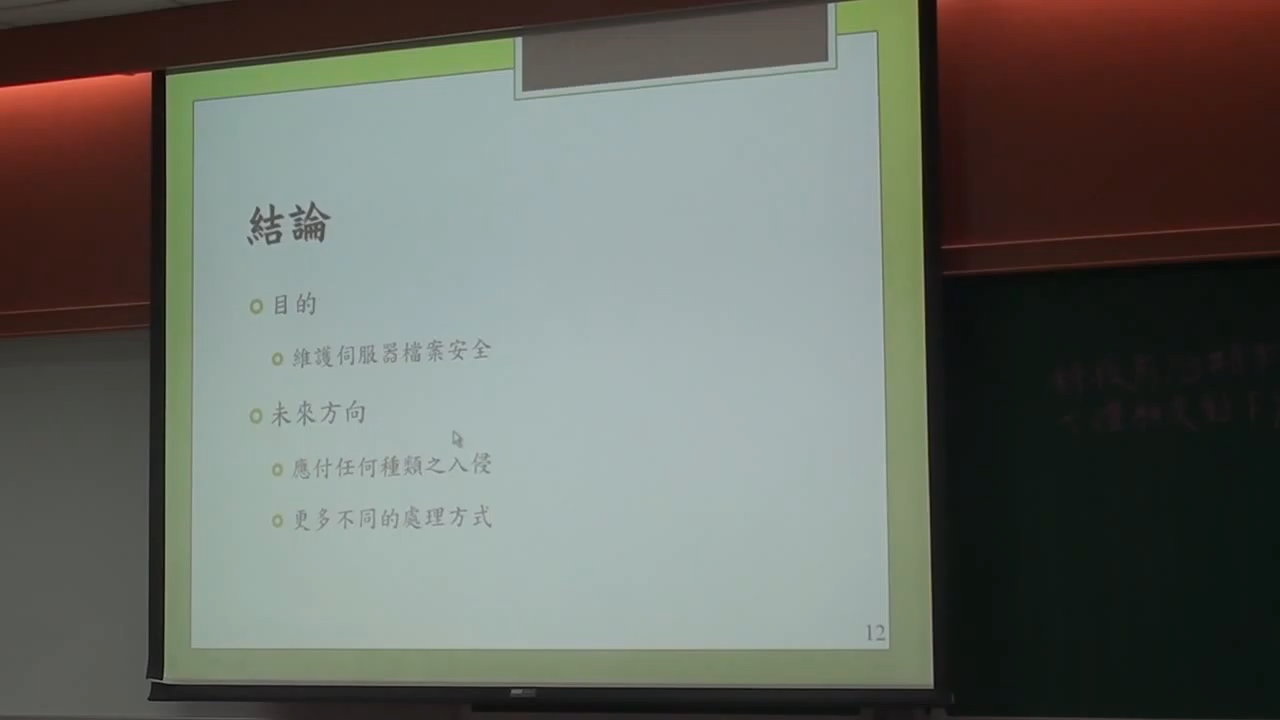 結論
目的
維護伺服器檔案安全
未來方向
應付任何種類之入侵
更多不同的處理方式
12